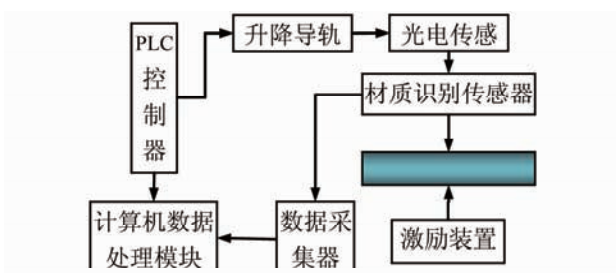 PLC
控
制
器
升降导轨
光电传感
材质识别传感器
计算机数据
处理模块
数据采
集器
激励装置